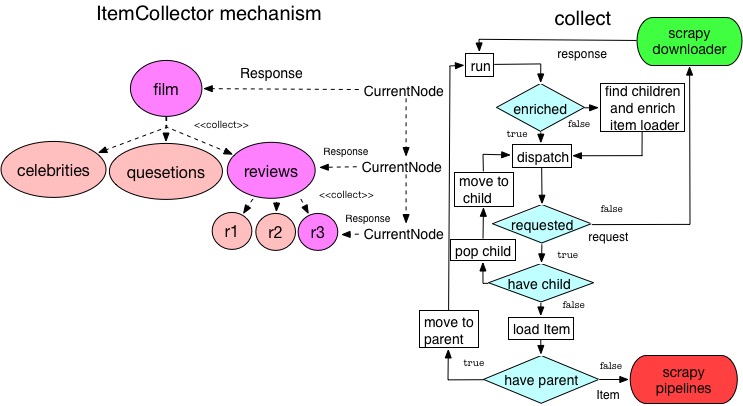 ItemCollector mechanism
film
Response
CurrentNode
<<collect>>
celebrities
quesetions
reviews
Response
CurrentNode
<<collect>>
r1
r2
r3
Response
CurrentNode
collect
scrapy
downloader
response
run
enriched
false
true
find children
and enrich
item loader
dispatch
move to
child
requested
false
request
true
pop child
have child
false
load Item
move to
parent
true
have parent
false
Item
scrapy
pipelines